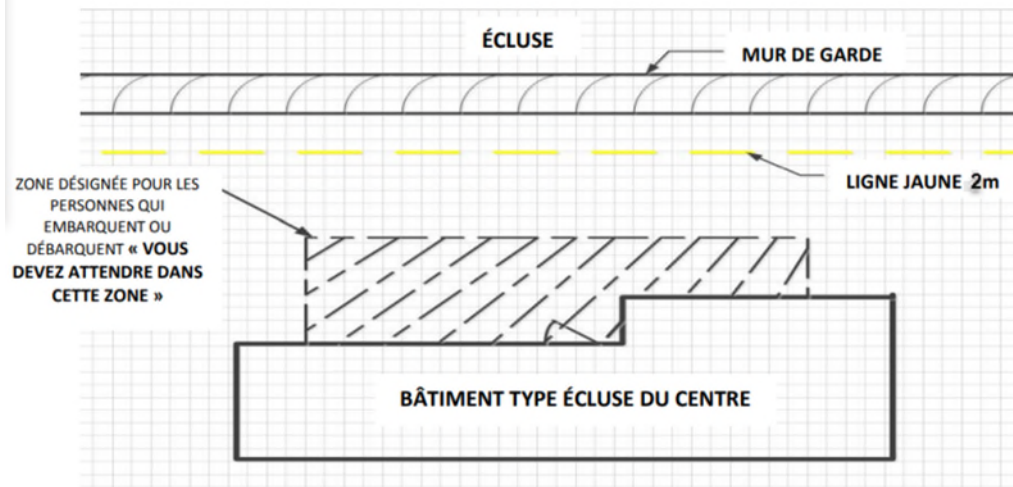 ÉCLUSE
MUR DE GARDE
LIGNE JAUNE 2m
ZONE DÉSIGNÉE POUR LES
PERSONNES QUI
EMBARQUENT OU
DÉBARQUENT « VOUS
DEVEZ ATTENDRE DANS
CETTE ZONE »
BÂTIMENT TYPE ÉCLUSE DU CENTRE